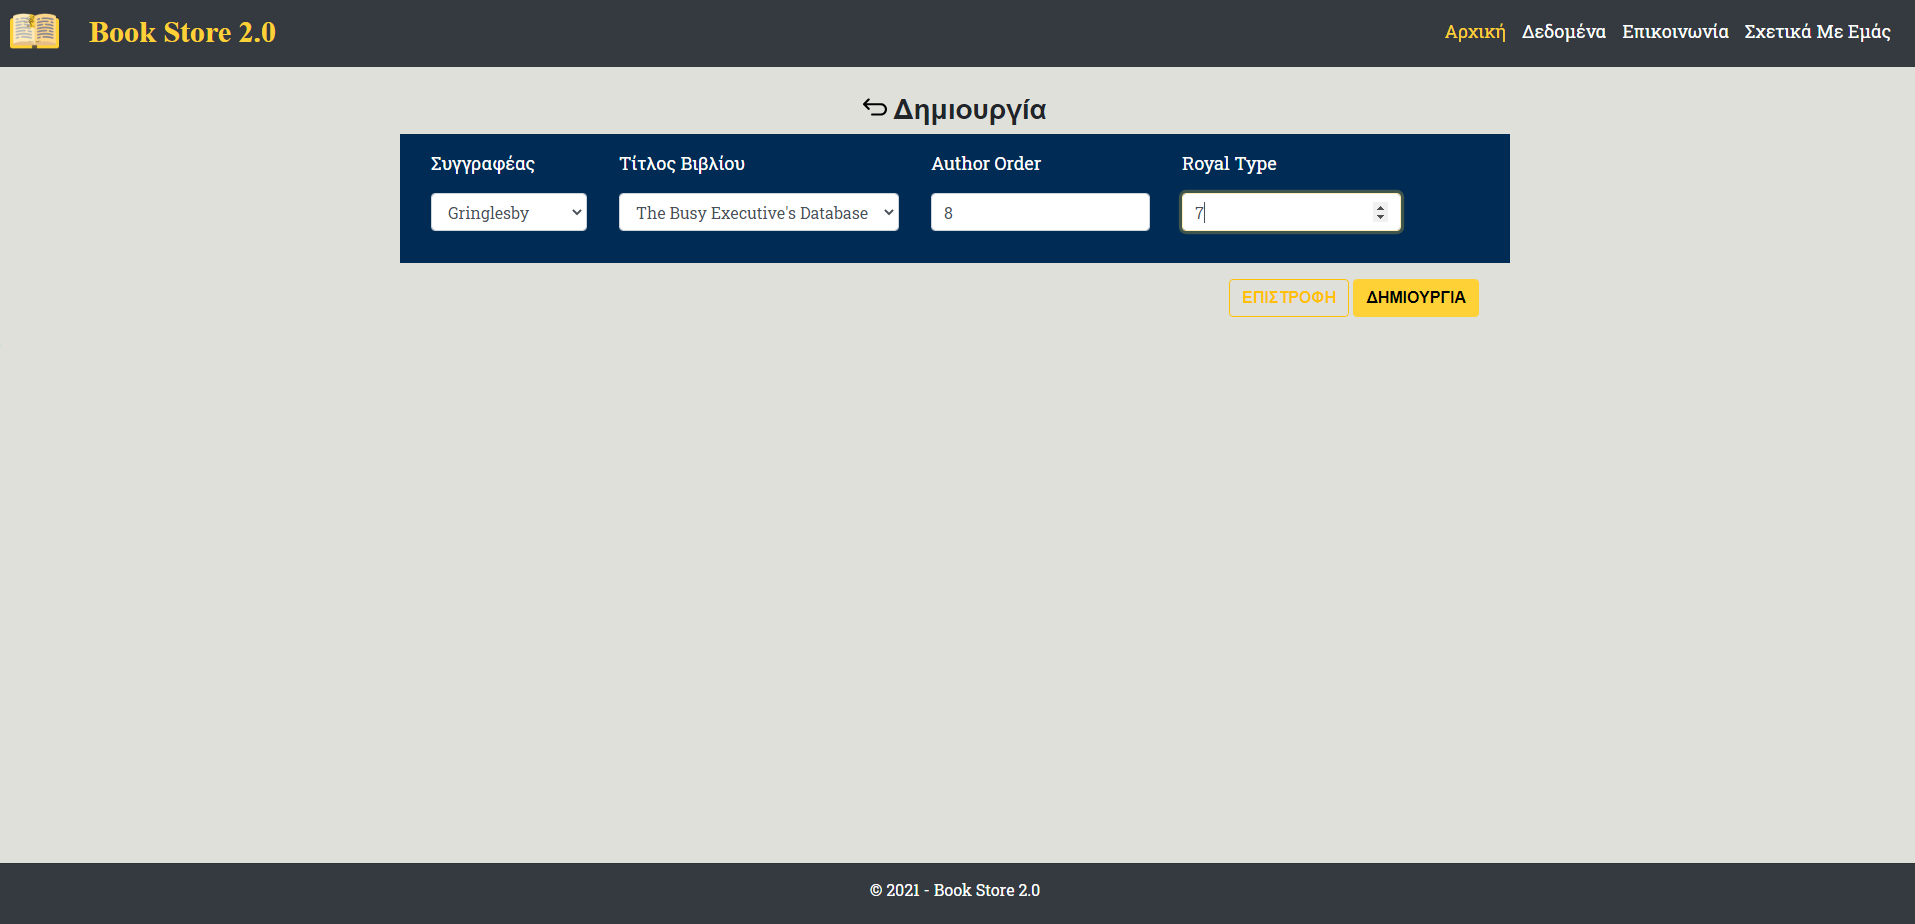 Book Store 2.0
Αρχική Δεδομένα Επικοινωνία Σχετικά Με Εμάς
Δημιουργία
Συγγραφέας Τίτλος Βιβλίου Author Order Royal Type
Gringlesby The Busy Executive's Database 8 7
ΕΠΙΣΤΡΟΦΗ ΔΗΜΙΟΥΡΓΙΑ
© 2021 - Book Store 2.0